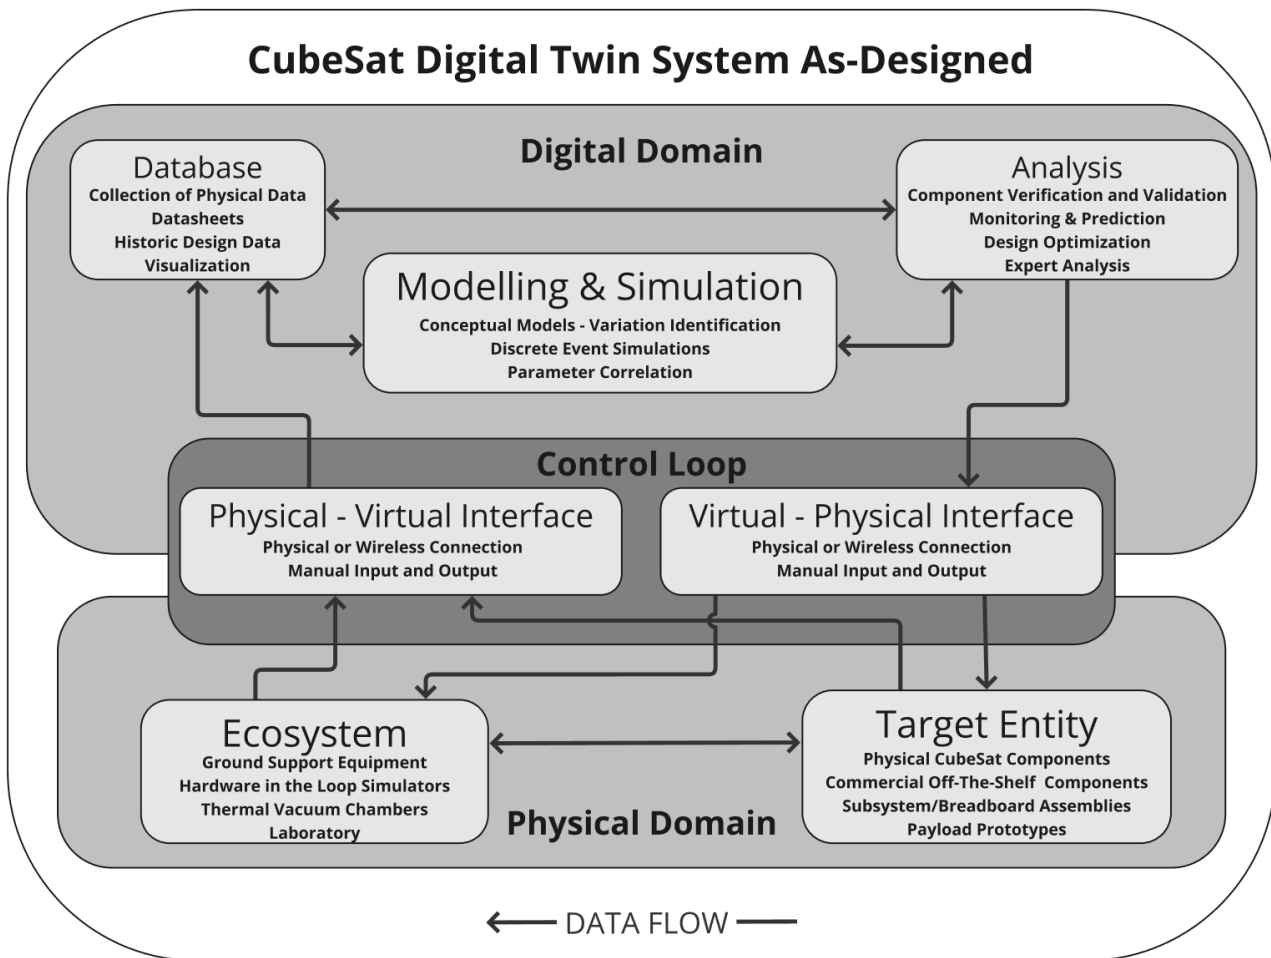 CubeSat Digital Twin System As-Designed
Digital Domain
Database
Collection of Physical Data
Datasheets
Historic Design Data
Visualization
Analysis
Component Verification and Validation
Monitoring & Prediction
Design Optimization
Expert Analysis
Modelling & Simulation
Conceptual Models - Variation Identification
Discrete Event Simulations
Parameter Correlation
Control Loop
Physical - Virtual Interface
Physical or Wireless Connection
Manual Input and Output
Virtual - Physical Interface
Physical or Wireless Connection
Manual Input and Output
Ecosystem
Ground Support Equipment
Hardware in the Loop Simulators
Thermal Vacuum Chambers
Laboratory
Target Entity
Physical CubeSat Components
Commercial Off-The-Shelf Components
Subsystem/Breadboard Assemblies
Payload Prototypes
Physical Domain
DATA FLOW